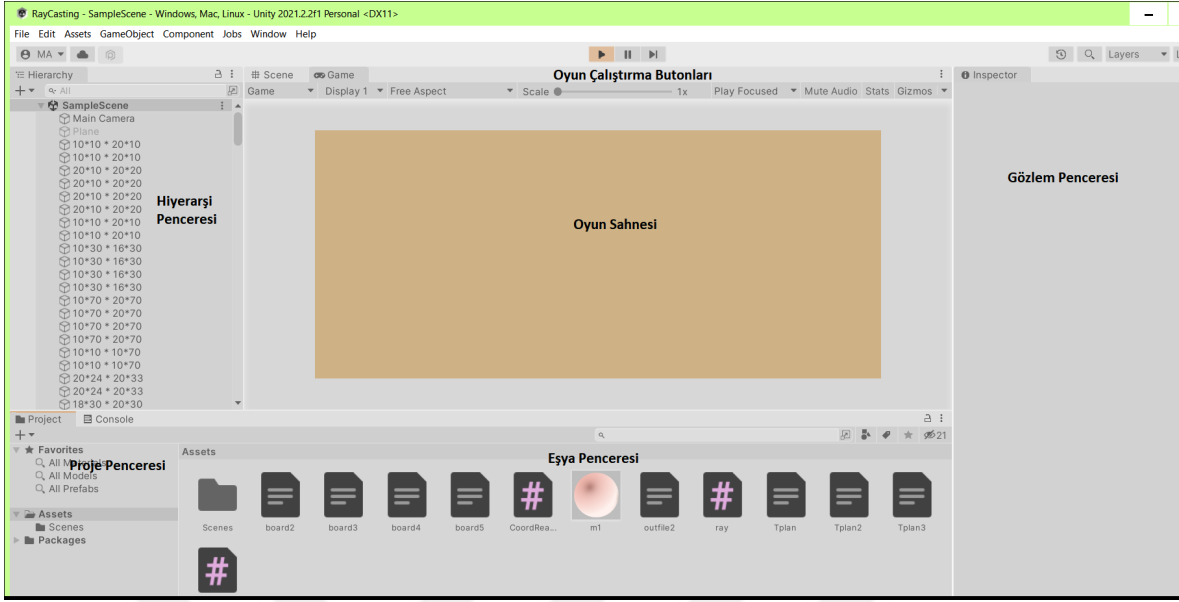 RayCasting - SampleScene - Windows, Mac, Linux - Unity 2021.2.2f1 Personal <DX11>
File Edit Assets GameObject Component Jobs Window Help
MA
Layers
Hierarchy
All
SampleScene
Main Camera
Plane
10*10 * 20*10
10*10 * 20*10
20*10 * 20*20
20*10 * 20*20
20*10 * 20*20
20*10 * 20*20
10*10 * 20*10
10*10 * 20*10
10*30 * 16*30
10*30 * 16*30
10*30 * 16*30
10*30 * 16*30
10*70 * 20*70
10*70 * 20*70
10*70 * 20*70
10*70 * 20*70
10*10 * 10*70
10*10 * 10*70
20*24 * 20*33
20*24 * 20*33
18*30 * 20*30
Hiyerarşi
Penceresi
Scene Game
Oyun Çalıştırma Butonları
Game Display 1 Free Aspect Scale 1x Play Focused Mute Audio Stats Gizmos
Oyun Sahnesi
Inspector
Gözlem Penceresi
Project Console
21
Favorites
All Materials
All Models
All Prefabs
Proje Penceresi
Assets
Scenes
Packages
Assets
Eşya Penceresi
Scenes board2 board3 board4 board5 CoordRea... m1 outfile2 ray Tplan Tplan2 Tplan3